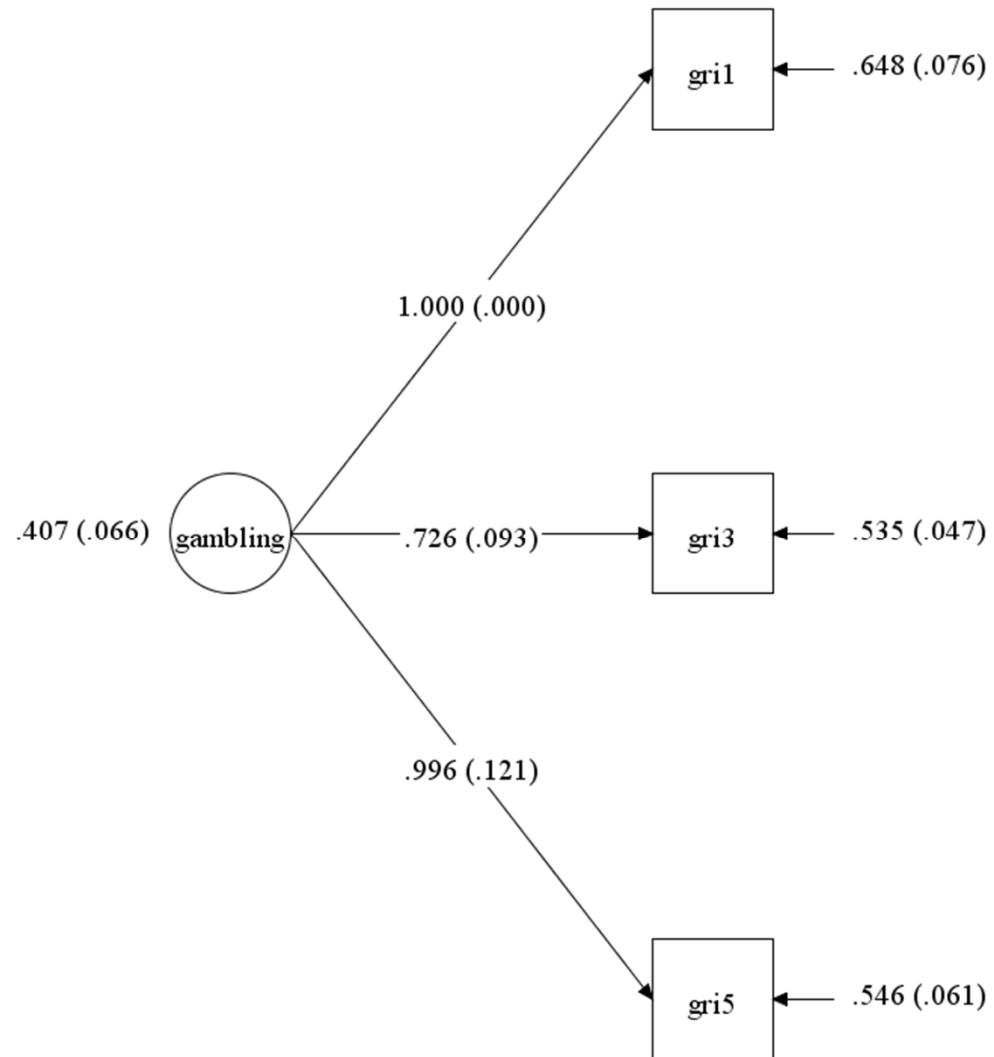 gri1
.648 (.076)
1.000 (.000)
.407 (.066)
gambling
.726 (.093)
gri3
.535 (.047)
.996 (.121)
gri5
.546 (.061)